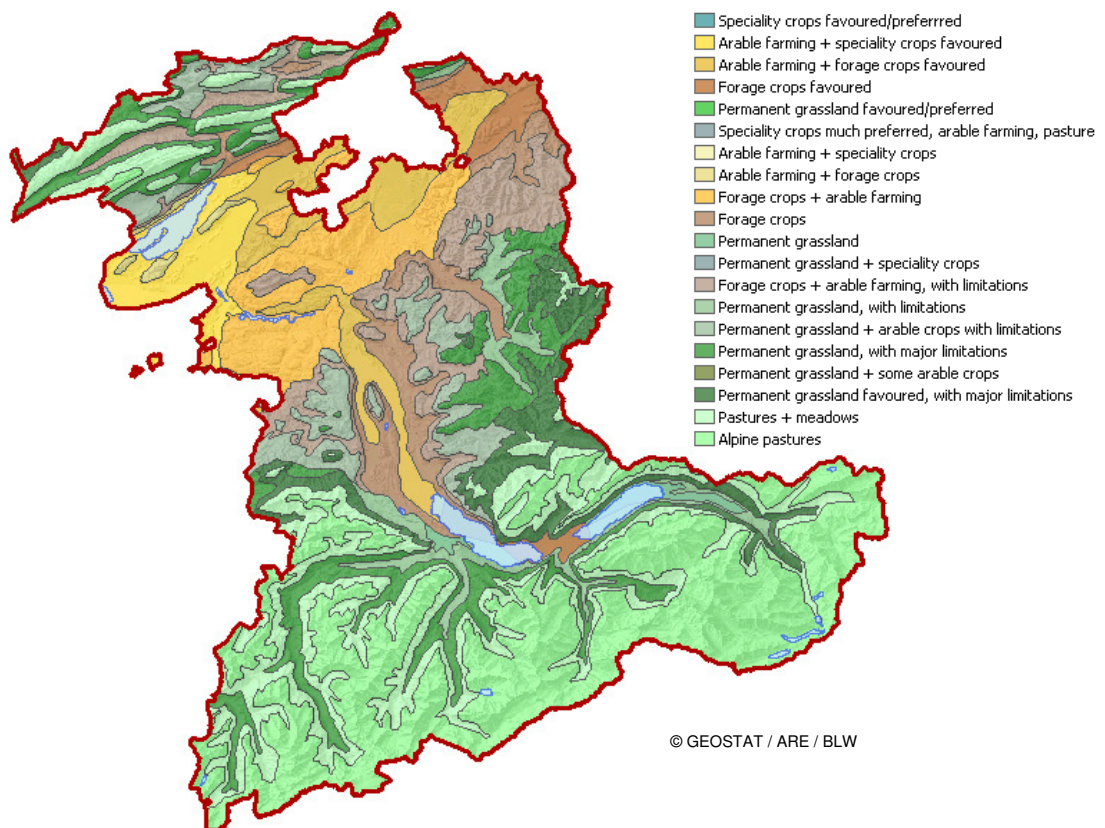 Speciality crops favoured/preferrred
Arable farming + speciality crops favoured
Arable farming + forage crops favoured
Forage crops favoured
Permanent grassland favoured/preferred
Speciality crops much preferred, arable farming, pasture
Arable farming + speciality crops
Arable farming + forage crops
Forage crops + arable farming
Forage crops
Permanent grassland
Permanent grassland + speciality crops
Forage crops + arable farming, with limitations
Permanent grassland, with limitations
Permanent grassland + arable crops with limitations
Permanent grassland, with major limitations
Permanent grassland + some arable crops
Permanent grassland favoured, with major limitations
Pastures + meadows
Alpine pastures
© GEOSTAT / ARE / BLW